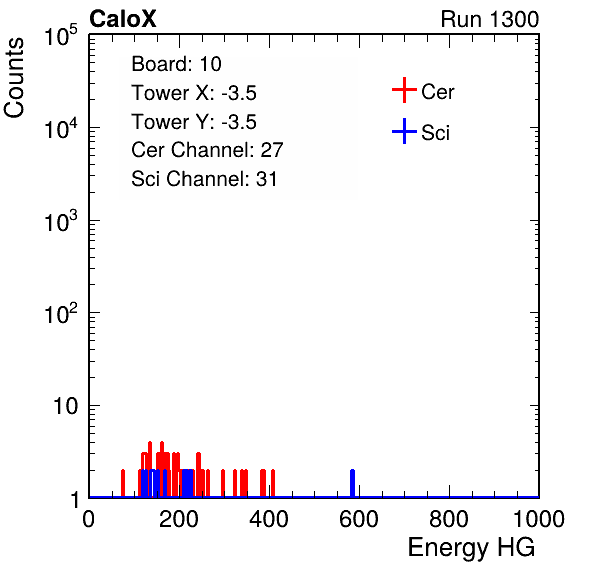 CaloX Run 1300
Counts
Board: 10
Tower X: -3.5
Tower Y: -3.5
Cer Channel: 27
Sci Channel: 31
Cer
Sci
10^5
10^4
10^3
10^2
10
1
0 200 400 600 800 1000
Energy HG